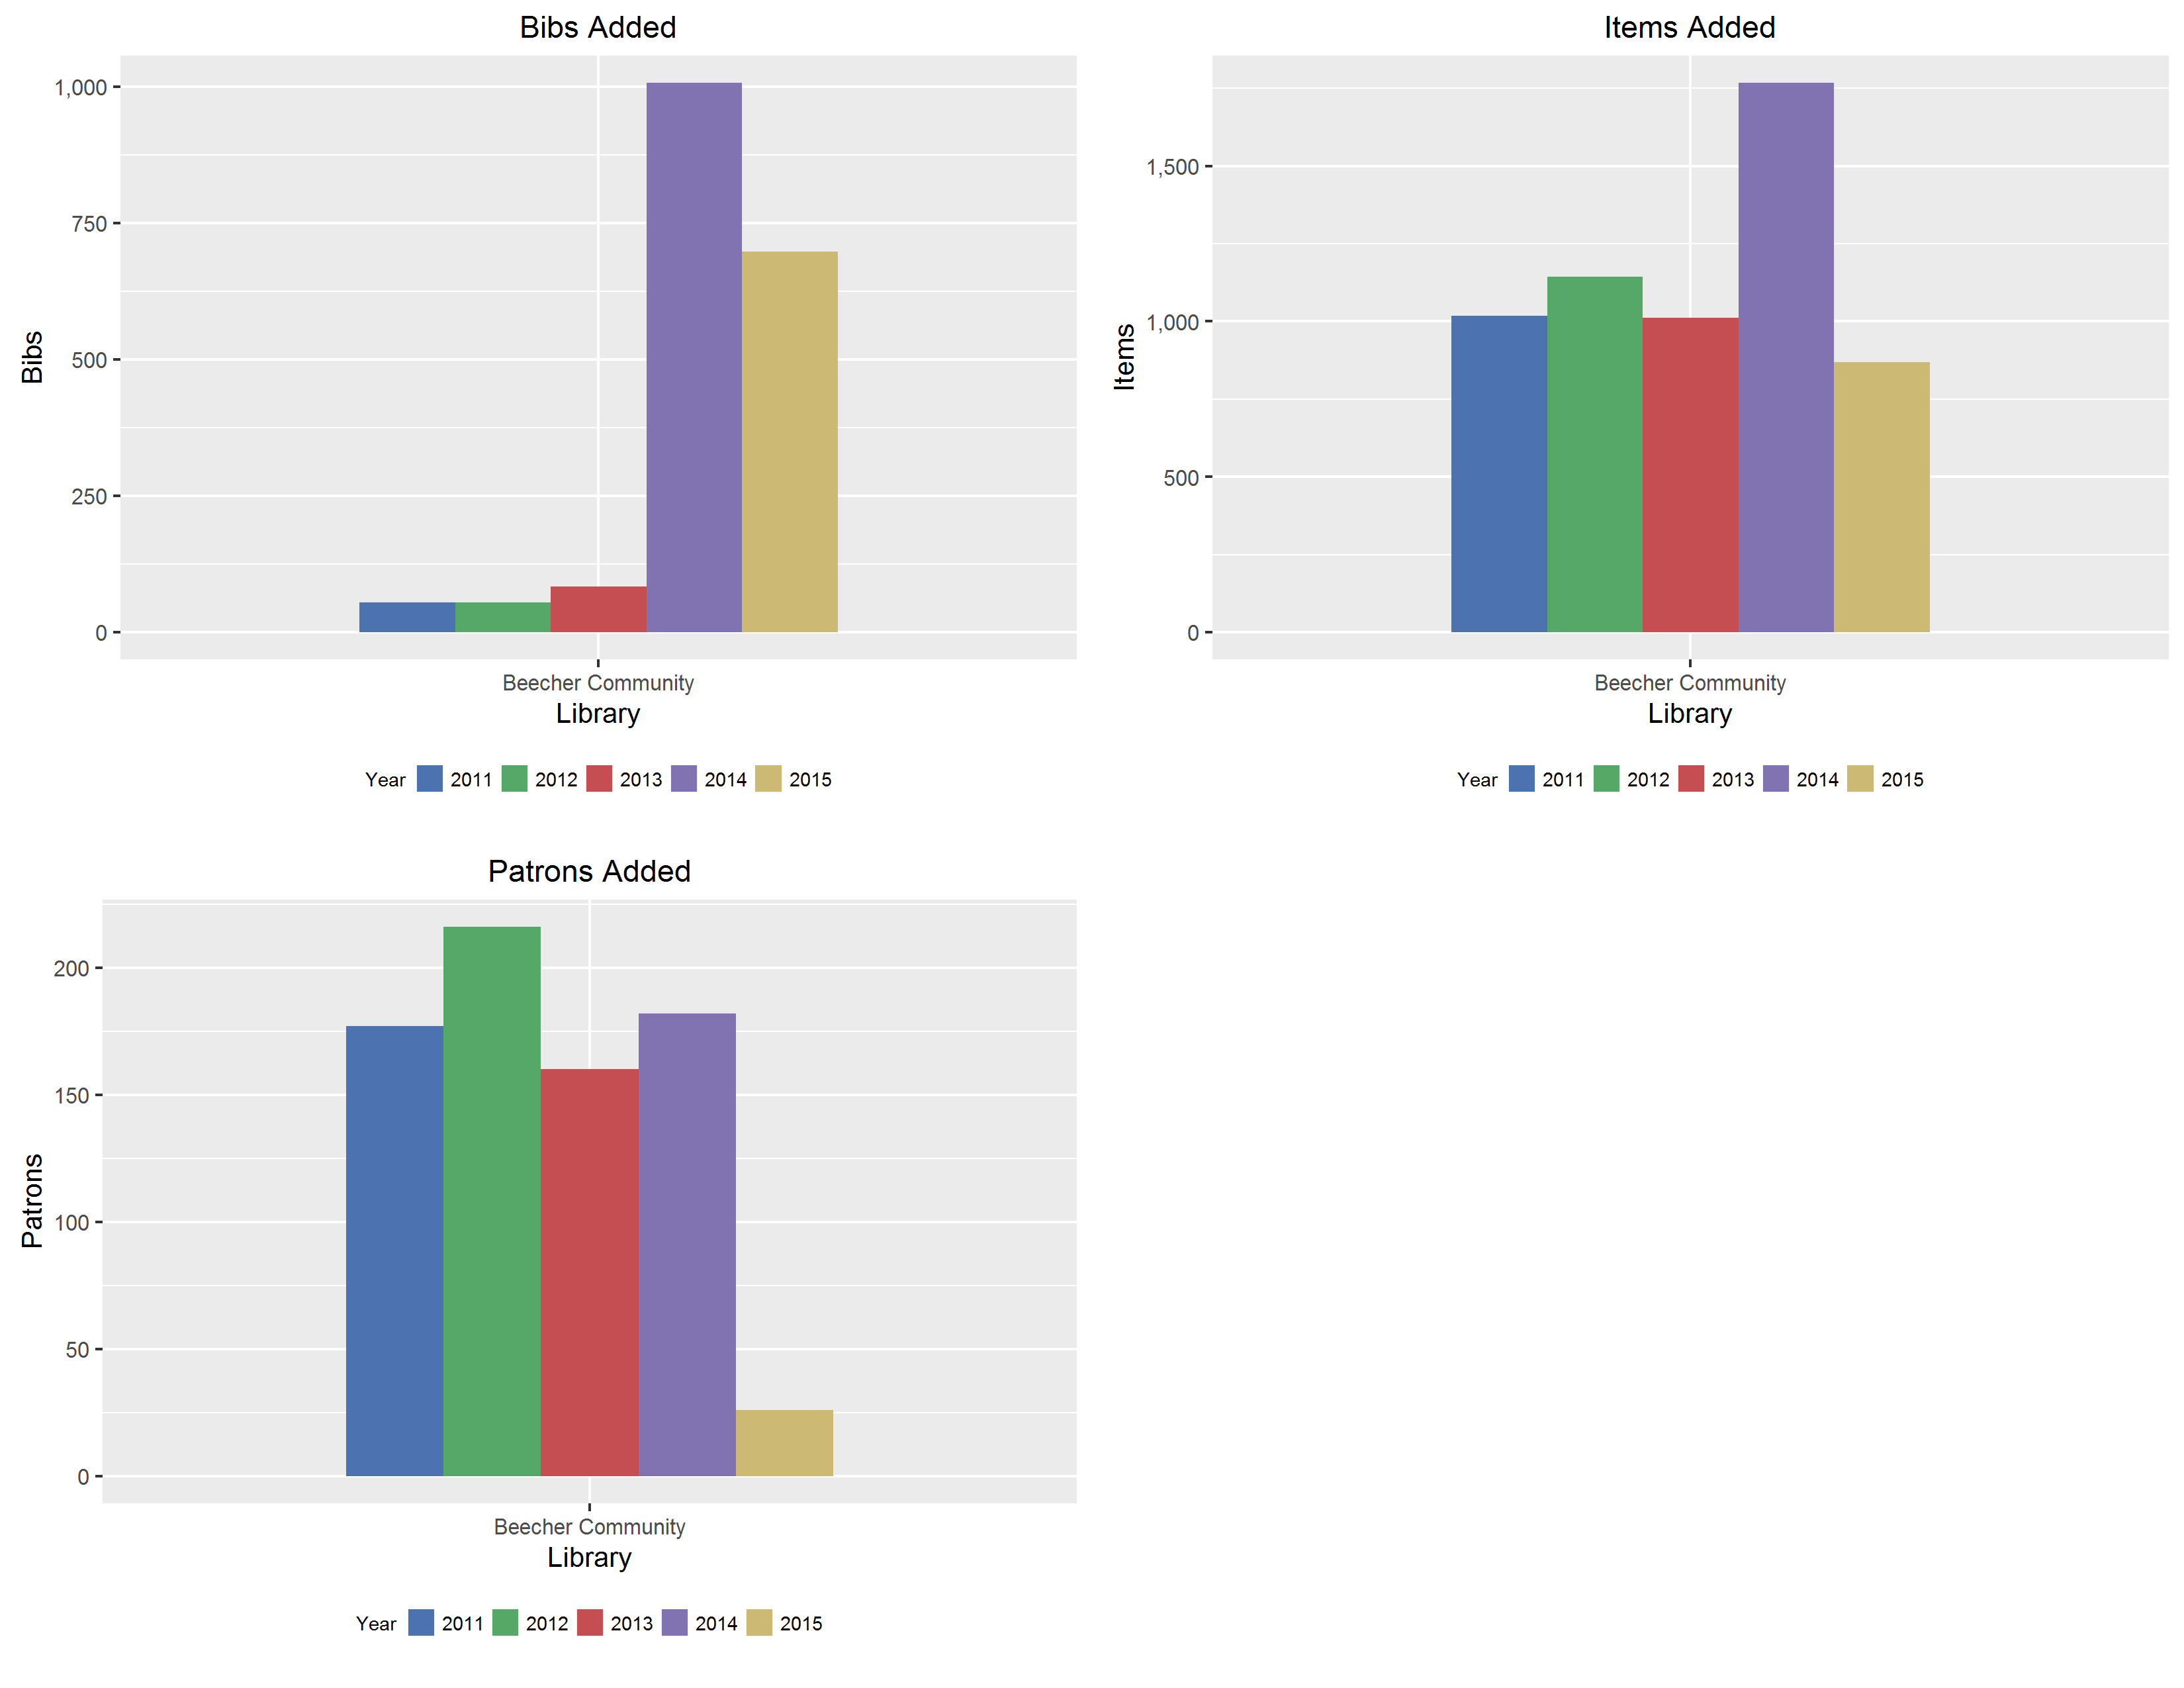 Bibs Added
1,000
750
500
250
0
Bibs
Beecher Community
Library
Year 2011 2012 2013 2014 2015
Items Added
1,500
1,000
500
0
Items
Beecher Community
Library
Year 2011 2012 2013 2014 2015
Patrons Added
200
150
100
50
0
Patrons
Beecher Community
Library
Year 2011 2012 2013 2014 2015